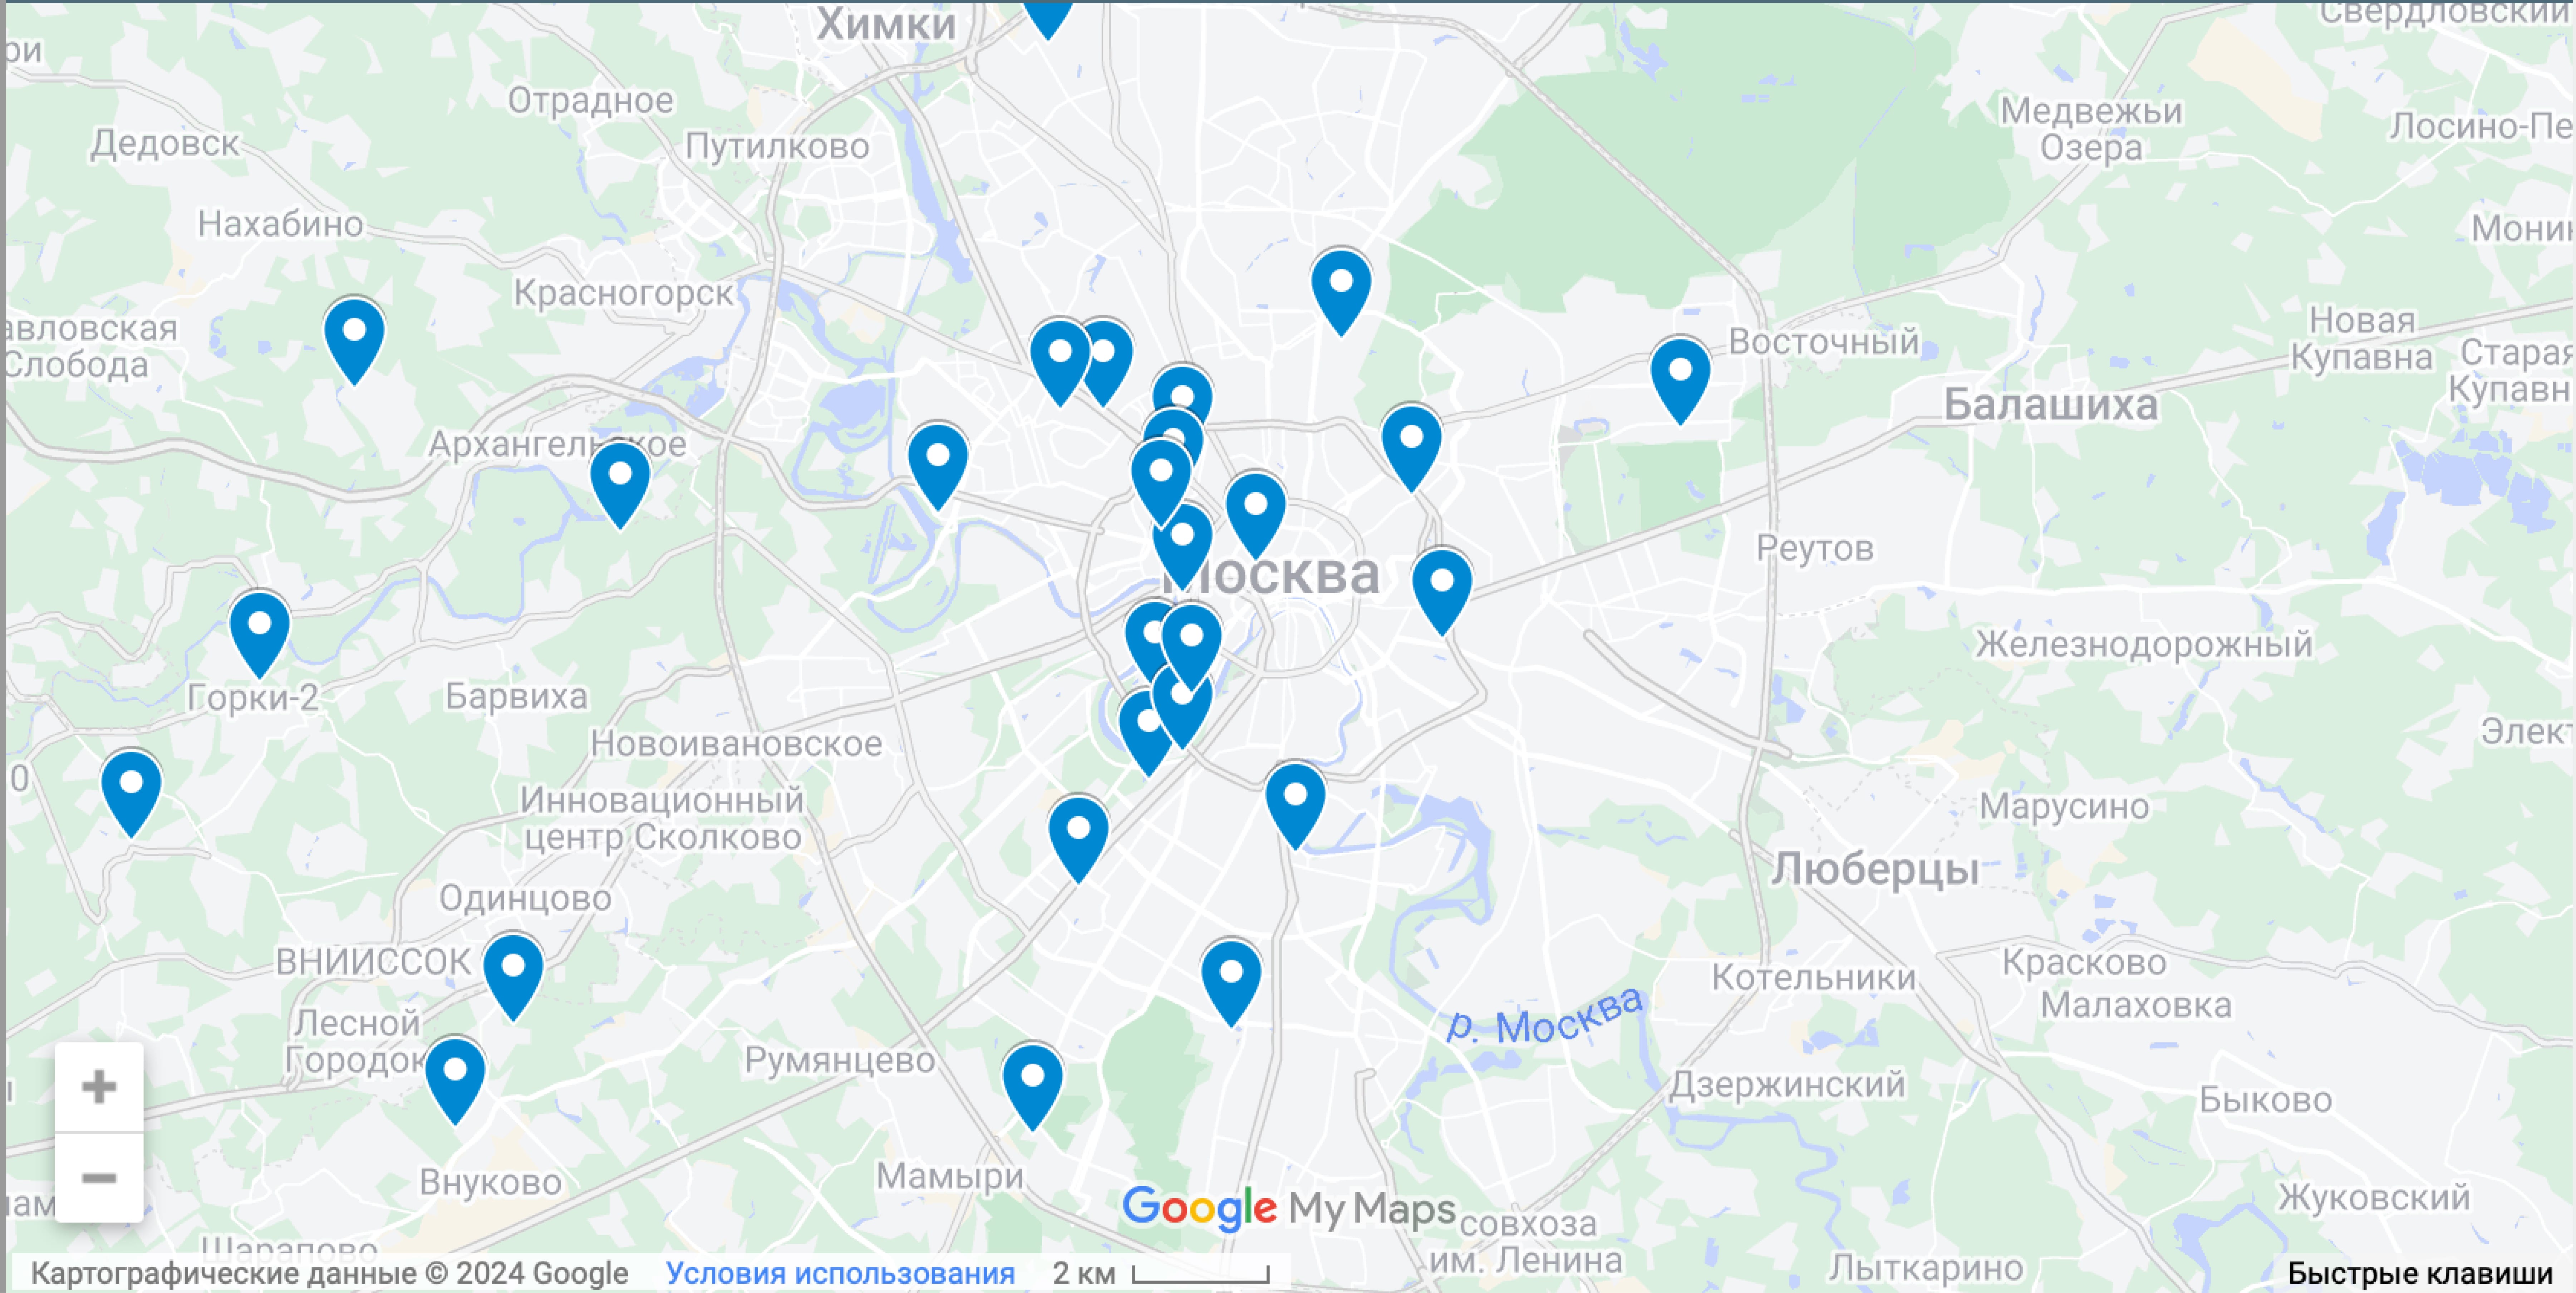 Химки
Свердловский
ри
Отрадное
Дедовск
Путилково
Медвежьи
Озера
Лосино-Пе
Нахабино
Красногорск
авловская
Слобода
Восточный
Новая
Купавна
Старая
Купавн
Балашиха
Архангельское
Москва
Реутов
Железнодорожный
Горки-2
Барвиха
Новоивановское
Элект
0
Инновационный
центр Сколково
Марусино
Люберцы
Одинцово
ВНИИССОК
Котельники
Красково
Малаховка
Лесной
Городок
р. Москва
Румянцево
Дзержинский
Быково
+
−
Внуково
Мамыри
Жуковский
Google My Maps
совхоза
им. Ленина
Шарапово
Лыткарино
Картографические данные © 2024 Google
Условия использования
2 км
Быстрые клавиши